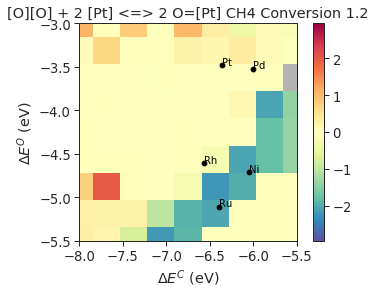 [O][O] + 2 [Pt] <=> 2 O=[Pt] CH4 Conversion 1.2
−3.0
−3.5
−4.0
−4.5
−5.0
−5.5
ΔE^O (eV)
Pt
Pd
Rh
Ni
Ru
−8.0
−7.5
−7.0
−6.5
−6.0
−5.5
ΔE^C (eV)
2
1
0
−1
−2